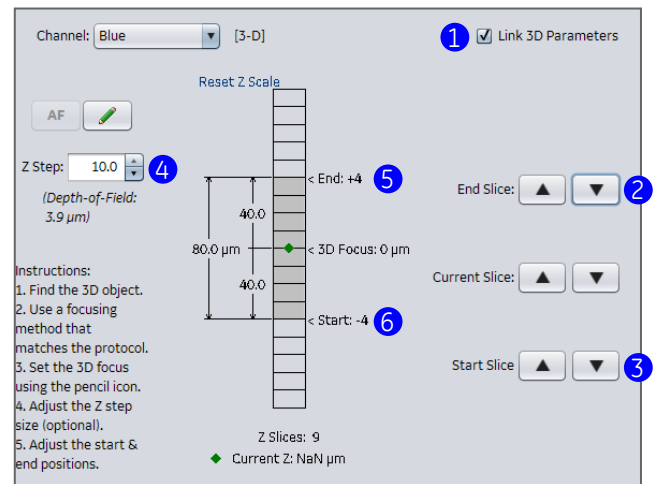 Channel: Blue [3-D]
1 Link 3D Parameters
Reset Z Scale
AF
Z Step: 10.0 4
(Depth-of-Field:
3.9 µm)
< End: +4 5
End Slice: 2
40.0
80.0 µm
< 3D Focus: 0 µm
Current Slice:
40.0
< Start: -4 6
Start Slice 3
Instructions:
1. Find the 3D object.
2. Use a focusing
method that
matches the protocol.
3. Set the 3D focus
using the pencil icon.
4. Adjust the Z step
size (optional).
5. Adjust the start &
end positions.
Z Slices: 9
Current Z: NaN µm